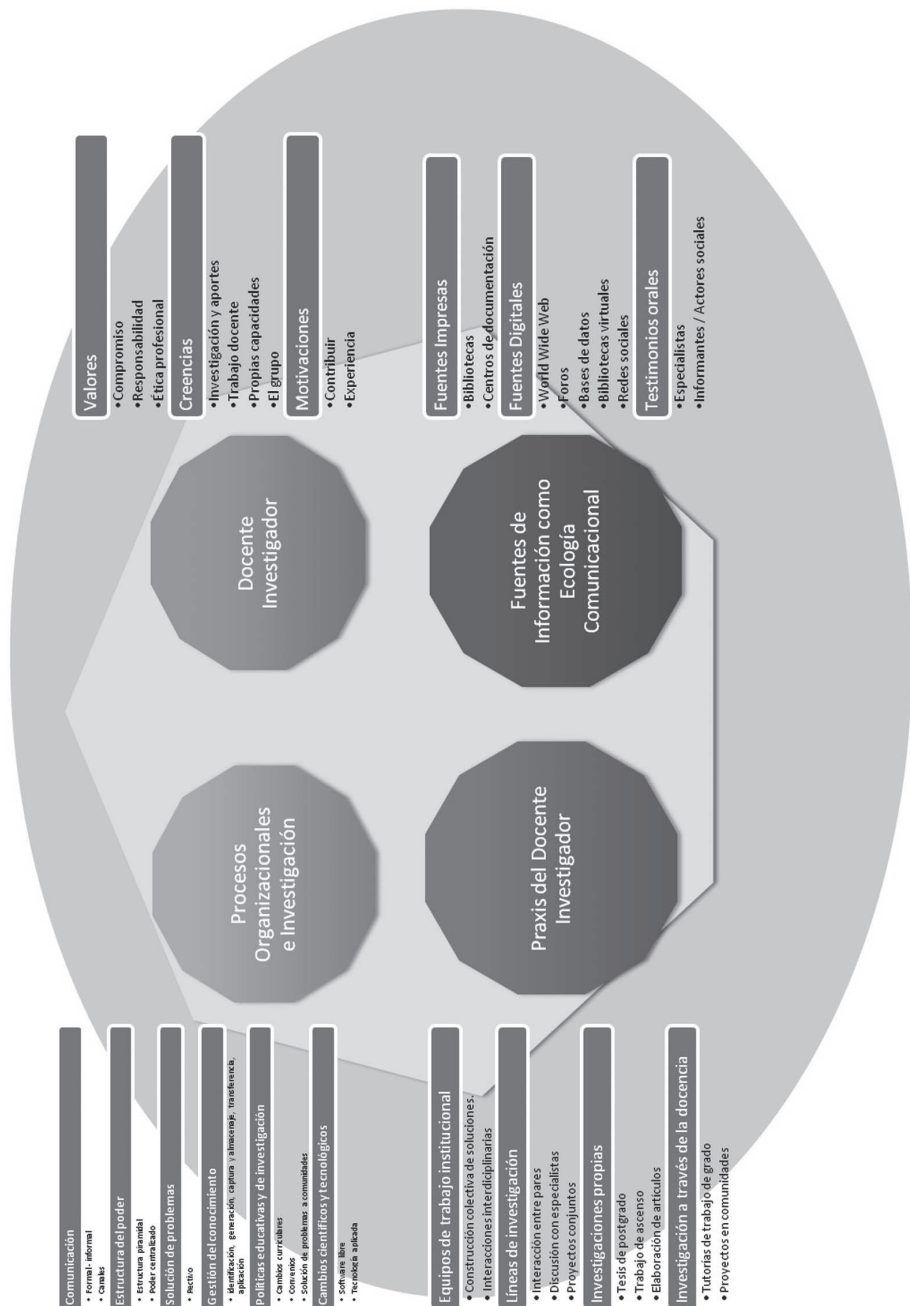 Comunicación
• Formal- informal
• Canales
Estructura del poder
• Estructura piramidal
• Poder centralizado
Solución de problemas
• Rectivo
Gestión del conocimiento
• identificación, generación, captura y almacenaje, transferencia,
aplicación
Políticas educativas y de investigación
• Cambios curriculares
• Convenios
• Solución de problemas a comunidades
Cambios científicos y tecnológicos
• Software libre
• Tecnología aplicada
Procesos
Organizacionales
e Investigación
Docente
Investigador
Valores
•Compromiso
•Responsabilidad
•Ética profesional
Creencias
•Investigación y aportes
•Trabajo docente
•Propias capacidades
•El grupo
Motivaciones
•Contribuir
•Experiencia
Equipos de trabajo institucional
•Construcción colectiva de soluciones.
•Interacciones interdiciplinarias
Líneas de investigación
•Interacción entre pares
•Discusión con especialistas
•Proyectos conjuntos
Investigaciones propias
•Tesis de postgrado
•Trabajo de ascenso
•Elaboración de artículos
Investigación a través de la docencia
•Tutorias de trabajo de grado
•Proyectos en comunidades
Praxis del Docente
Investigador
Fuentes de
Información como
Ecología
Comunicacional
Fuentes Impresas
•Bibliotecas
•Centros de documentación
Fuentes Digitales
•World Wide Web
•Foros
•Bases de datos
•Bibliotecas virtuales
•Redes sociales
Testimonios orales
•Especialistas
•Informantes / Actores sociales